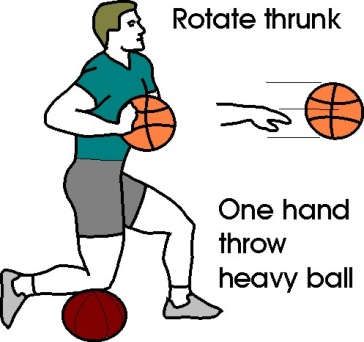 Rotate thrunk
One hand
throw
heavy ball